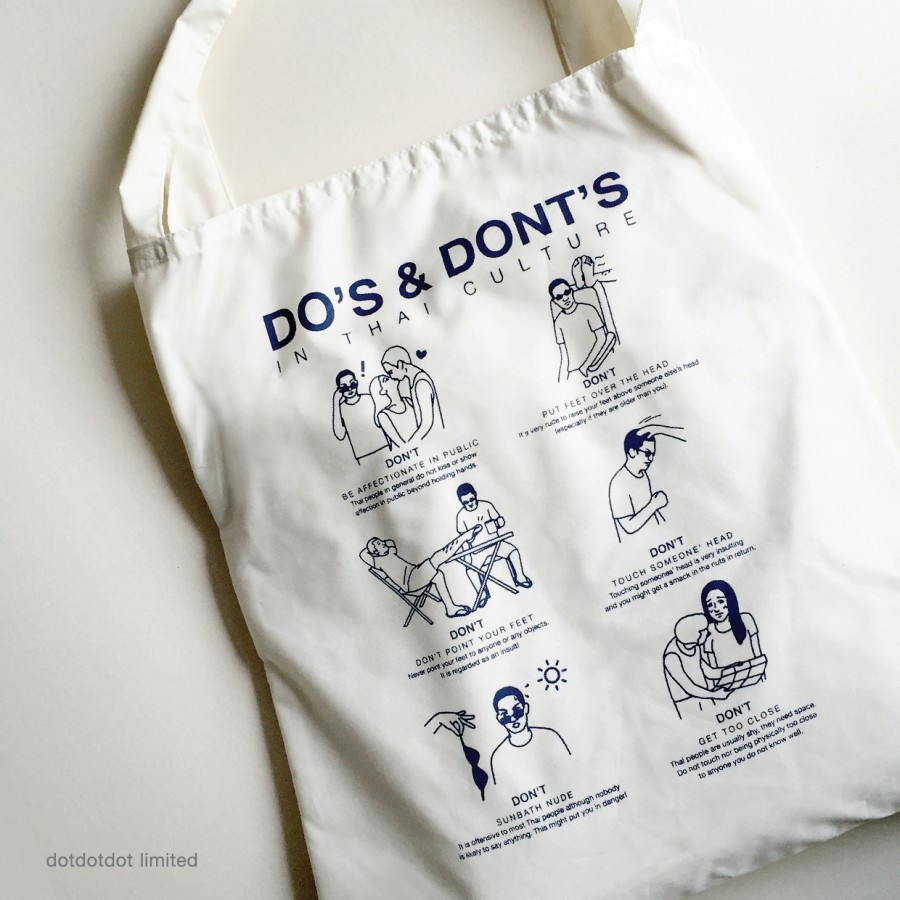 DO'S & DONT'S
IN THAI CULTURE
!
DON'T
BE AFFECTIONATE IN PUBLIC
Thai people in general do not kiss or show
affection in public beyond holding hands.
DON'T
PUT FEET OVER THE HEAD
It's very rude to raise your feet above someone else's head
(especially if they are older than you).
DON'T
DON'T POINT YOUR FEET
Never point your feet to anyone or any objects.
It is regarded as an insult!
DON'T
TOUCH SOMEONE' HEAD
Touching someones' head is very insulting
and you might get a smack in the nuts in return.
DON'T
SUNBATH NUDE
It is offensive to most Thai people although nobody
is likely to say anything. This might put you in danger!
DON'T
GET TOO CLOSE
Thai people are usually shy, they need space.
Do not touch nor being physically too close
to anyone you do not know well.
dotdotdot limited